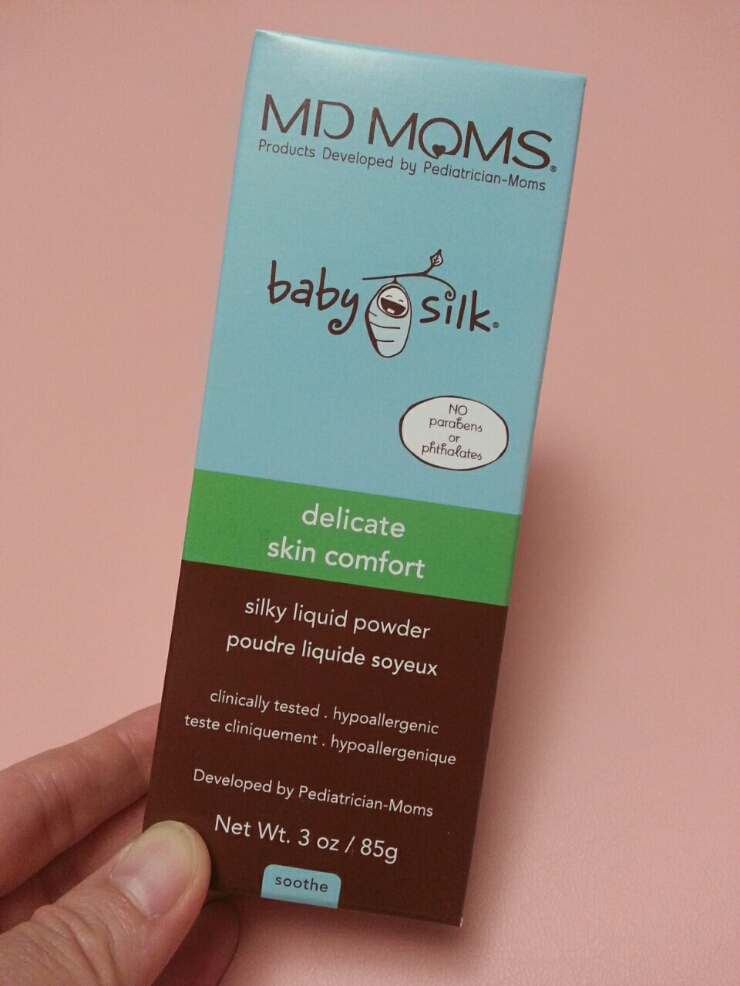 MD MOMS®
Products Developed by Pediatrician-Moms
baby silk®
NO
parabens
or
phthalates
delicate
skin comfort
silky liquid powder
poudre liquide soyeux
clinically tested . hypoallergenic
teste cliniquement . hypoallergenique
Developed by Pediatrician-Moms
Net Wt. 3 oz / 85g
soothe